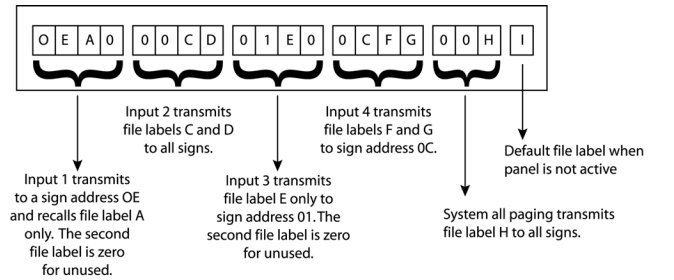 O E A 0 0 0 C D 0 1 E 0 0 C F G 0 0 H I
Input 2 transmits
file labels C and D
to all signs.
Input 4 transmits
file labels F and G
to sign address 0C.
Default file label when
panel is not active
Input 1 transmits
to a sign address OE
and recalls file label A
only. The second
file label is zero
for unused.
Input 3 transmits
file label E only to
sign address 01.The
second file label is zero
for unused.
System all paging transmits
file label H to all signs.